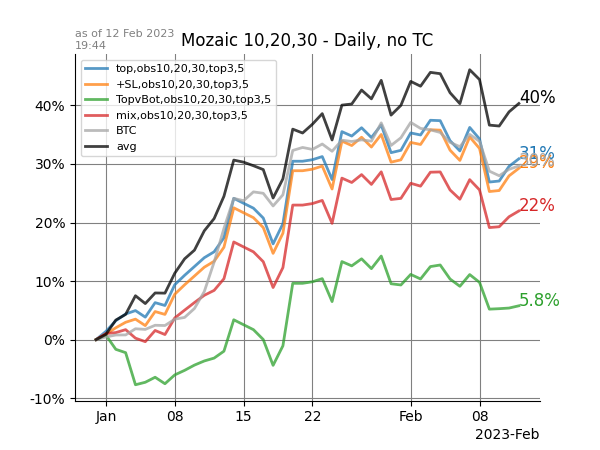 as of 12 Feb 2023
19:44
Mozaic 10,20,30 - Daily, no TC
top,obs10,20,30,top3,5
+SL,obs10,20,30,top3,5
TopvBot,obs10,20,30,top3,5
mix,obs10,20,30,top3,5
BTC
avg
40%
30%
20%
10%
0%
-10%
40%
31%
22%
5.8%
Jan
08
15
22
Feb
08
2023-Feb